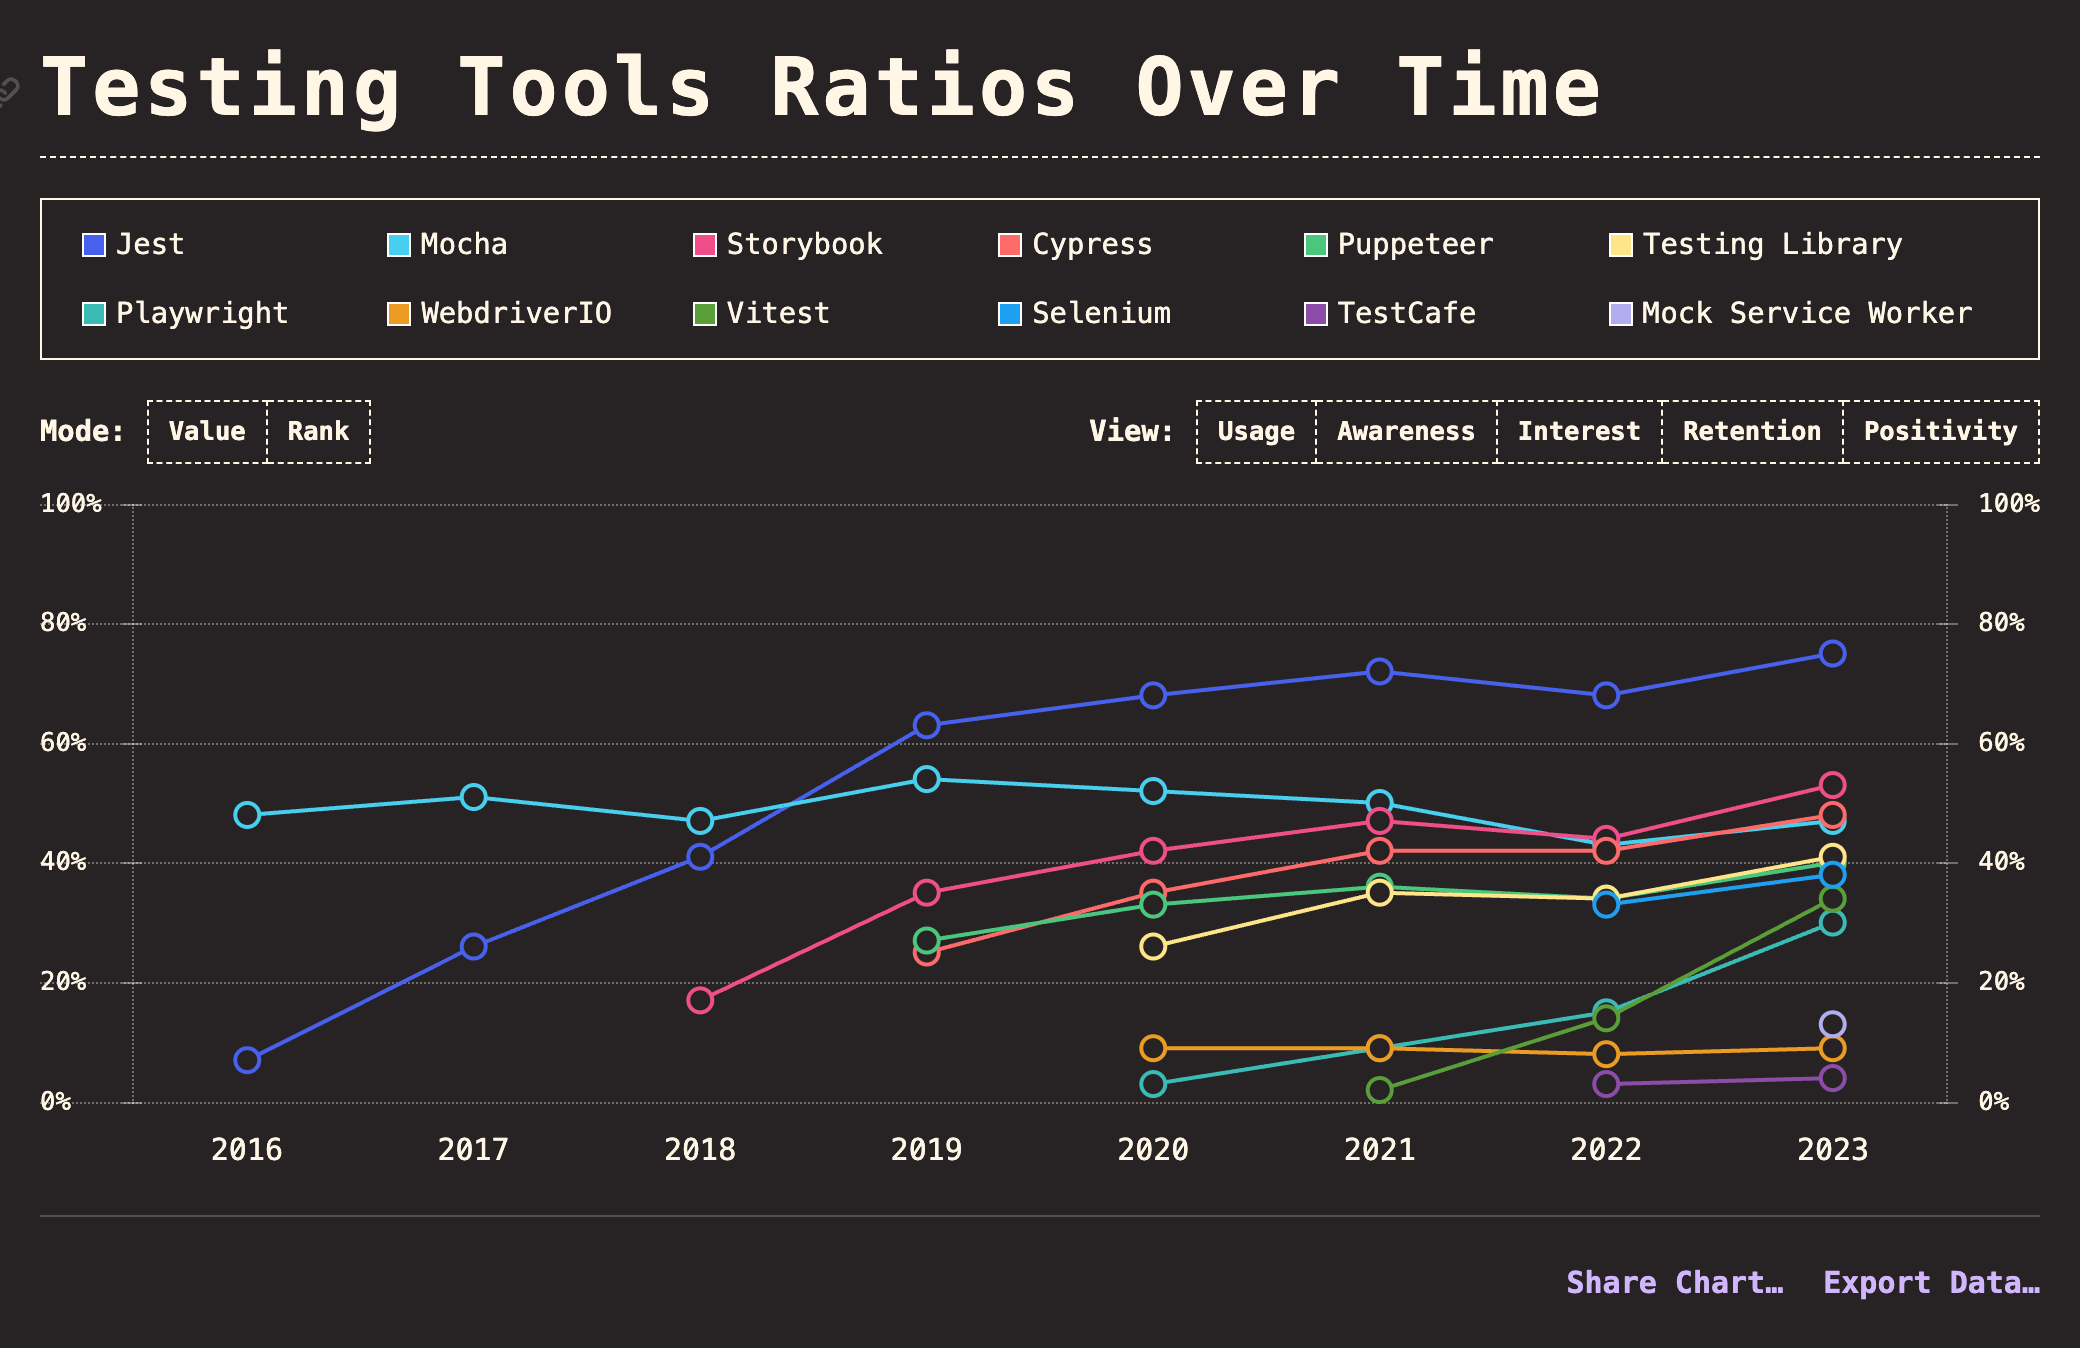 Testing Tools Ratios Over Time
Jest Mocha Storybook Cypress Puppeteer Testing Library
Playwright WebdriverIO Vitest Selenium TestCafe Mock Service Worker
Mode: Value Rank View: Usage Awareness Interest Retention Positivity
100% 100%
80% 80%
60% 60%
40% 40%
20% 20%
0% 0%
2016 2017 2018 2019 2020 2021 2022 2023
Share Chart… Export Data…